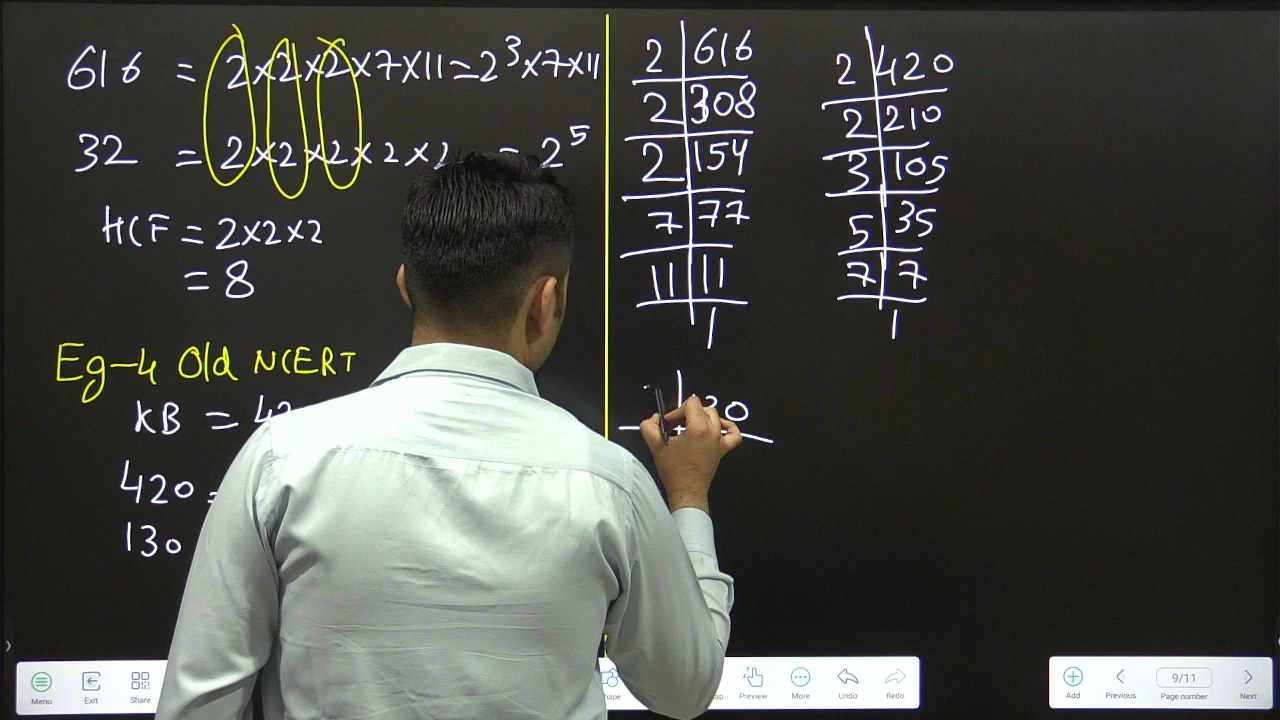 616 = 2×2×2×7×11=2³×7×11
32 = 2×2×2×2×2 = 2⁵
HCF = 2×2×2
= 8
Eg-4 Old NCERT
KB = 42
420 =
130
2 616
2 308
2 154
7 77
11 11
1
2 420
2 210
3 105
5 35
7 7
1
30
Menu
Exit
Share
Preview
More
Undo
Redo
Add
Previous
9/11
Page number
Next